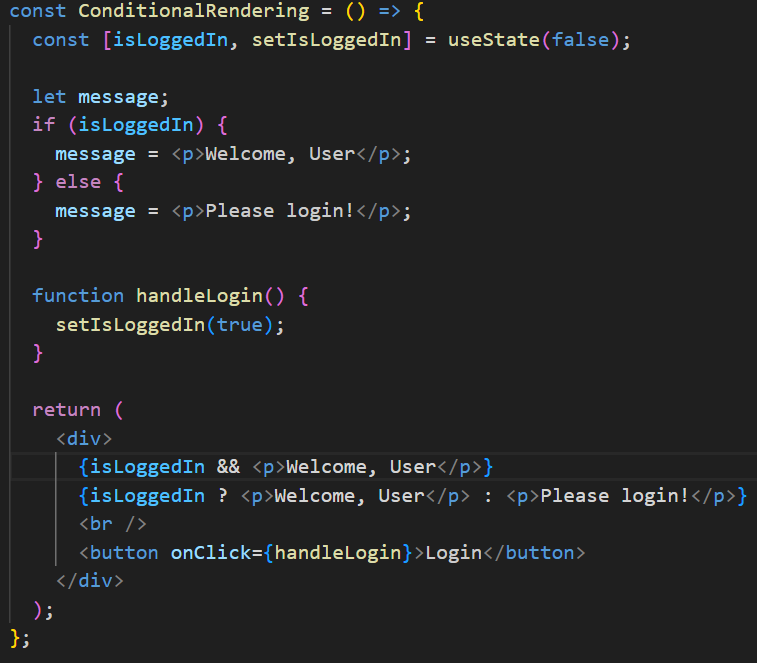 const ConditionalRendering = () => {
  const [isLoggedIn, setIsLoggedIn] = useState(false);

  let message;
  if (isLoggedIn) {
    message = <p>Welcome, User</p>;
  } else {
    message = <p>Please login!</p>;
  }

  function handleLogin() {
    setIsLoggedIn(true);
  }

  return (
    <div>
      {isLoggedIn && <p>Welcome, User</p>}
      {isLoggedIn ? <p>Welcome, User</p> : <p>Please login!</p>}
      <br />
      <button onClick={handleLogin}>Login</button>
    </div>
  );
};